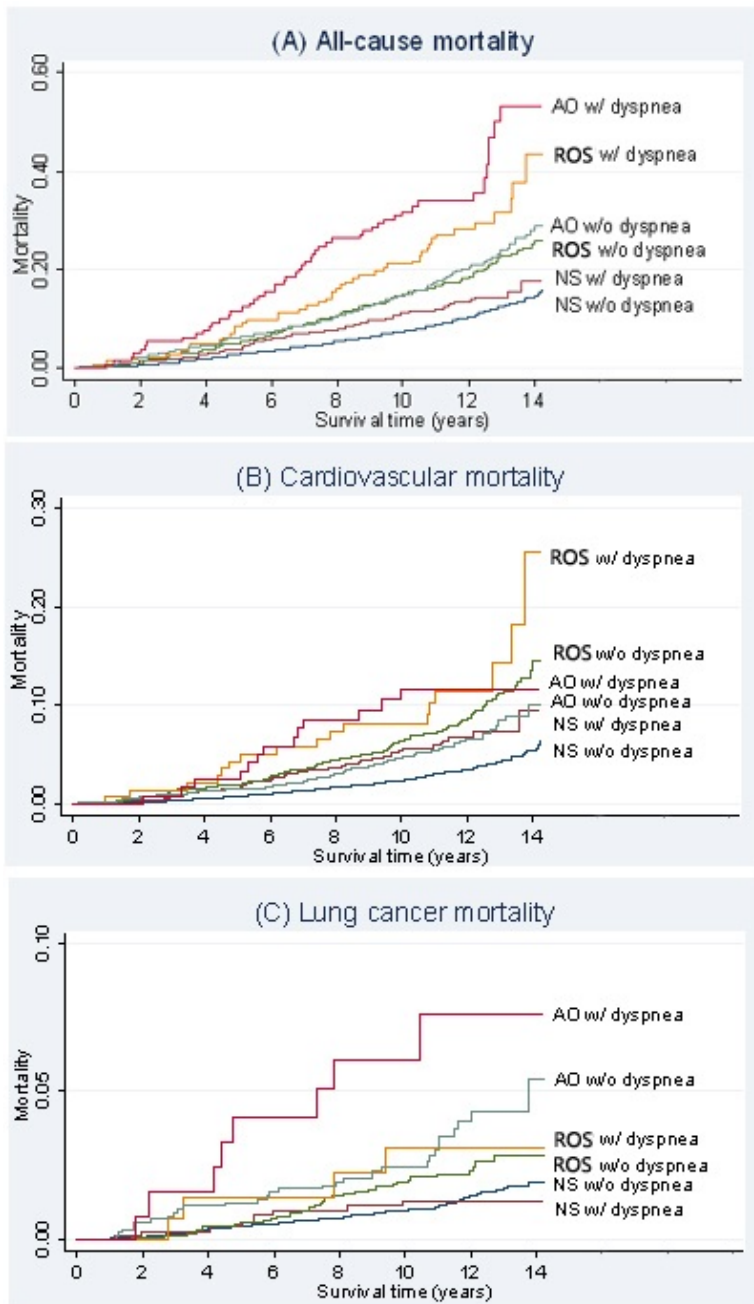 (A) All-cause mortality
0.60
0.40
0.20
0.00
Mortality
AO w/ dyspnea
ROS w/ dyspnea
AO w/o dyspnea
ROS w/o dyspnea
NS w/ dyspnea
NS w/o dyspnea
0 2 4 6 8 10 12 14
Survival time (years)
(B) Cardiovascular mortality
0.30
0.20
0.10
0.00
Mortality
ROS w/ dyspnea
ROS w/o dyspnea
AO w/ dyspnea
AO w/o dyspnea
NS w/ dyspnea
NS w/o dyspnea
0 2 4 6 8 10 12 14
Survival time (years)
(C) Lung cancer mortality
0.10
0.05
0.00
Mortality
AO w/ dyspnea
AO w/o dyspnea
ROS w/ dyspnea
ROS w/o dyspnea
NS w/o dyspnea
NS w/ dyspnea
0 2 4 6 8 10 12 14
Survival time (years)